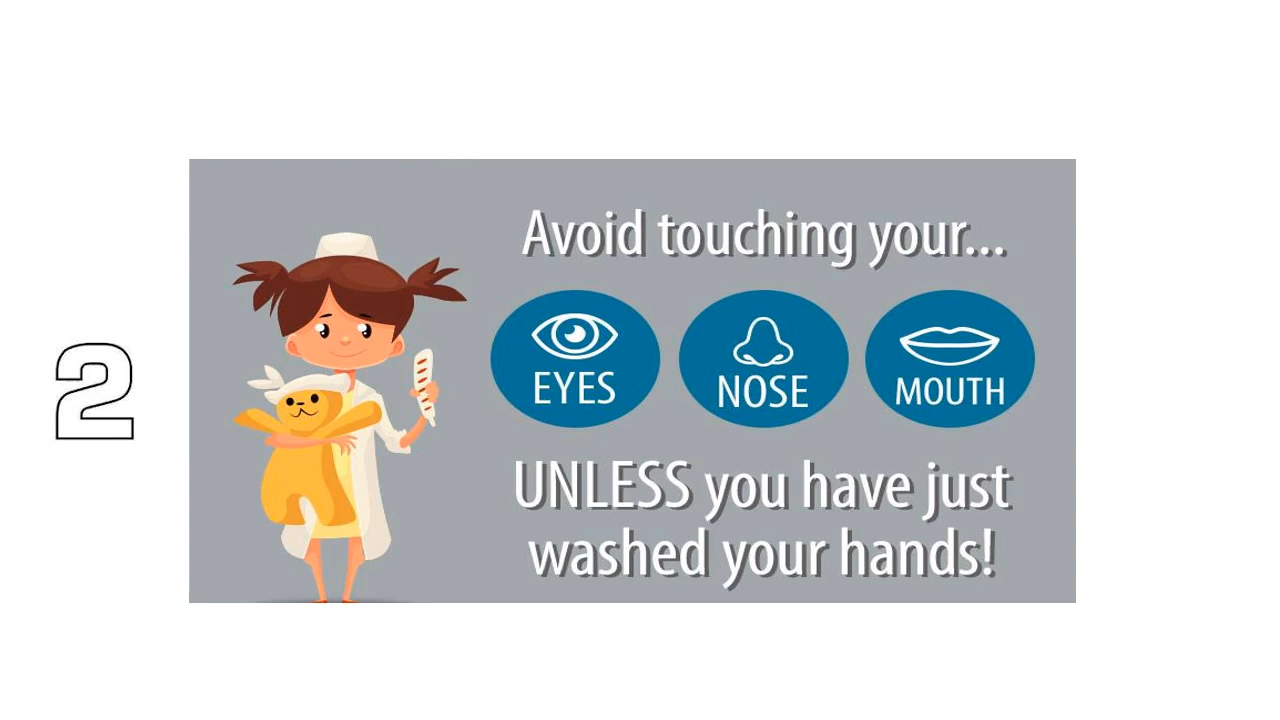 2
Avoid touching your...
EYES
NOSE
MOUTH
UNLESS you have just
washed your hands!